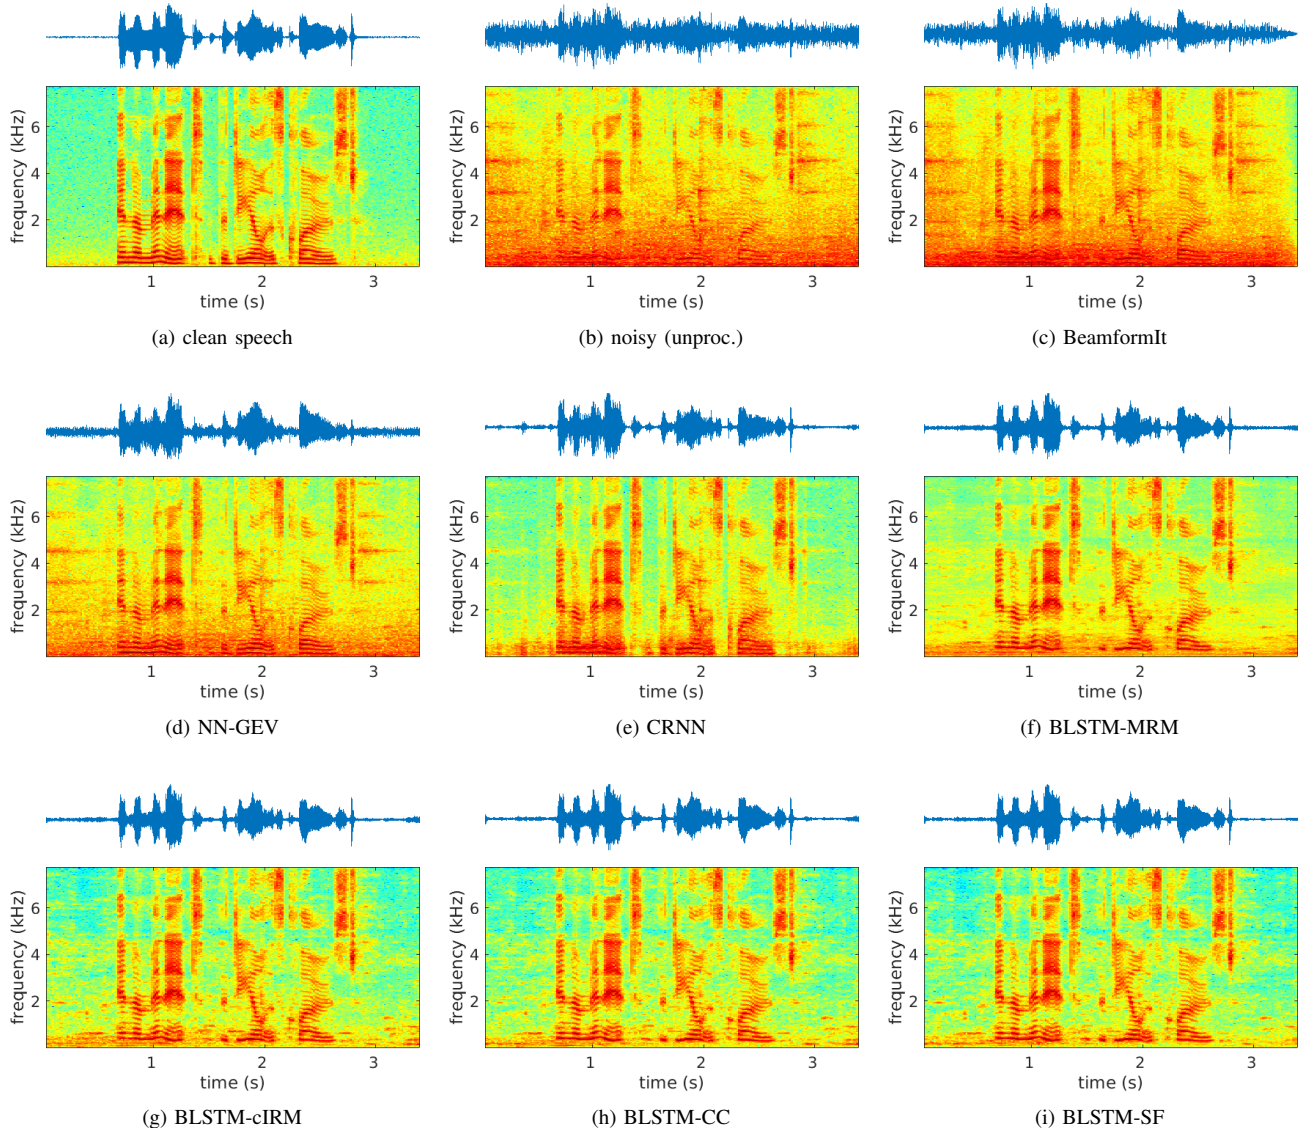 frequency (kHz)
6
4
2
1
2
3
time (s)
(a) clean speech
frequency (kHz)
6
4
2
1
2
3
time (s)
(b) noisy (unproc.)
frequency (kHz)
6
4
2
1
2
3
time (s)
(c) BeamformIt
frequency (kHz)
6
4
2
1
2
3
time (s)
(d) NN-GEV
frequency (kHz)
6
4
2
1
2
3
time (s)
(e) CRNN
frequency (kHz)
6
4
2
1
2
3
time (s)
(f) BLSTM-MRM
frequency (kHz)
6
4
2
1
2
3
time (s)
(g) BLSTM-cIRM
frequency (kHz)
6
4
2
1
2
3
time (s)
(h) BLSTM-CC
frequency (kHz)
6
4
2
1
2
3
time (s)
(i) BLSTM-SF